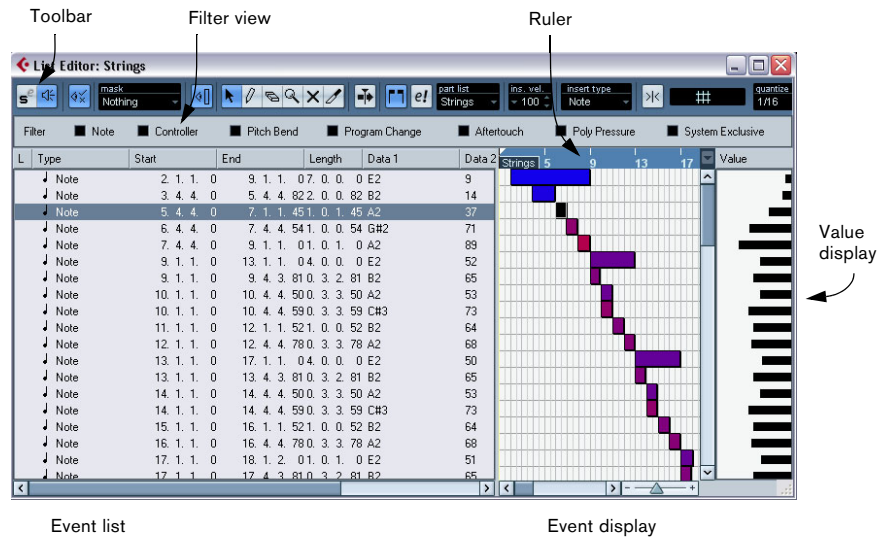 Toolbar
Filter view
Ruler
List Editor: Strings
mask
Nothing
part list
Strings
ins. vel.
100
insert type
Note
quantize
1/16
Filter Note Controller Pitch Bend Program Change Aftertouch Poly Pressure System Exclusive
L Type Start End Length Data 1 Data 2 Strings 5 9 13 17 Value
Note 2. 1. 1. 0 9. 1. 1. 0 7. 0. 0. 0 E2 9
Note 3. 4. 4. 0 5. 4. 4. 82 2. 0. 0. 82 B2 14
Note 5. 4. 4. 0 7. 1. 1. 45 1. 0. 1. 45 A2 37
Note 6. 4. 4. 0 7. 4. 4. 54 1. 0. 0. 54 G#2 71
Note 7. 4. 4. 0 9. 1. 1. 0 1. 0. 1. 0 A2 89
Note 9. 1. 1. 0 13. 1. 1. 0 4. 0. 0. 0 E2 52
Note 9. 1. 1. 0 9. 4. 3. 81 0. 3. 2. 81 B2 65
Note 10. 1. 1. 0 10. 4. 4. 50 0. 3. 3. 50 A2 53
Note 10. 1. 1. 0 10. 4. 4. 59 0. 3. 3. 59 C#3 73
Note 11. 1. 1. 0 12. 1. 1. 52 1. 0. 0. 52 B2 64
Note 12. 1. 1. 0 12. 4. 4. 78 0. 3. 3. 78 A2 68
Note 13. 1. 1. 0 17. 1. 1. 0 4. 0. 0. 0 E2 50
Note 13. 1. 1. 0 13. 4. 3. 81 0. 3. 2. 81 B2 65
Note 14. 1. 1. 0 14. 4. 4. 50 0. 3. 3. 50 A2 53
Note 14. 1. 1. 0 14. 4. 4. 59 0. 3. 3. 59 C#3 73
Note 15. 1. 1. 0 16. 1. 1. 52 1. 0. 0. 52 B2 64
Note 16. 1. 1. 0 16. 4. 4. 78 0. 3. 3. 78 A2 68
Note 17. 1. 1. 0 18. 1. 2. 0 1. 0. 1. 0 E2 51
Note 17. 1. 1. 0 17. 4. 3. 81 0. 3. 2. 81 B2 65
Value
display
Event list
Event display